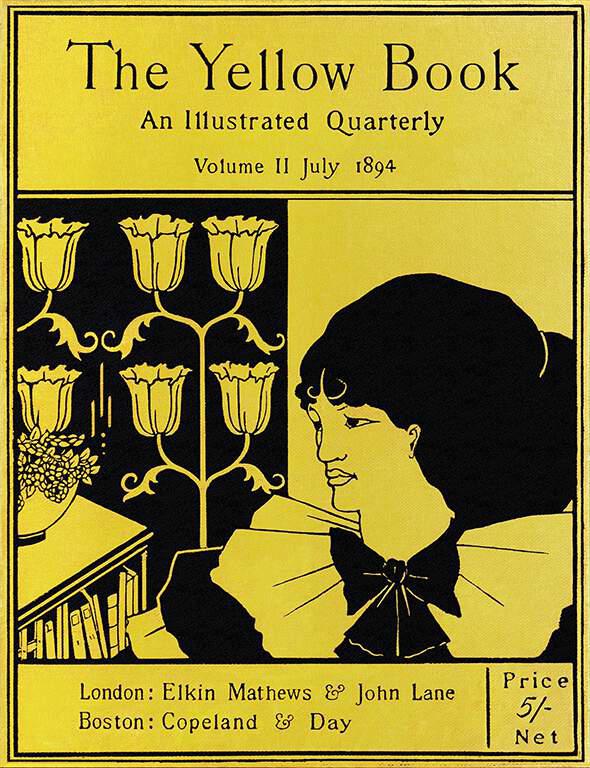 The Yellow Book
An Illustrated Quarterly
Volume II July 1894
London: Elkin Mathews & John Lane
Boston: Copeland & Day
Price
5/-
Net